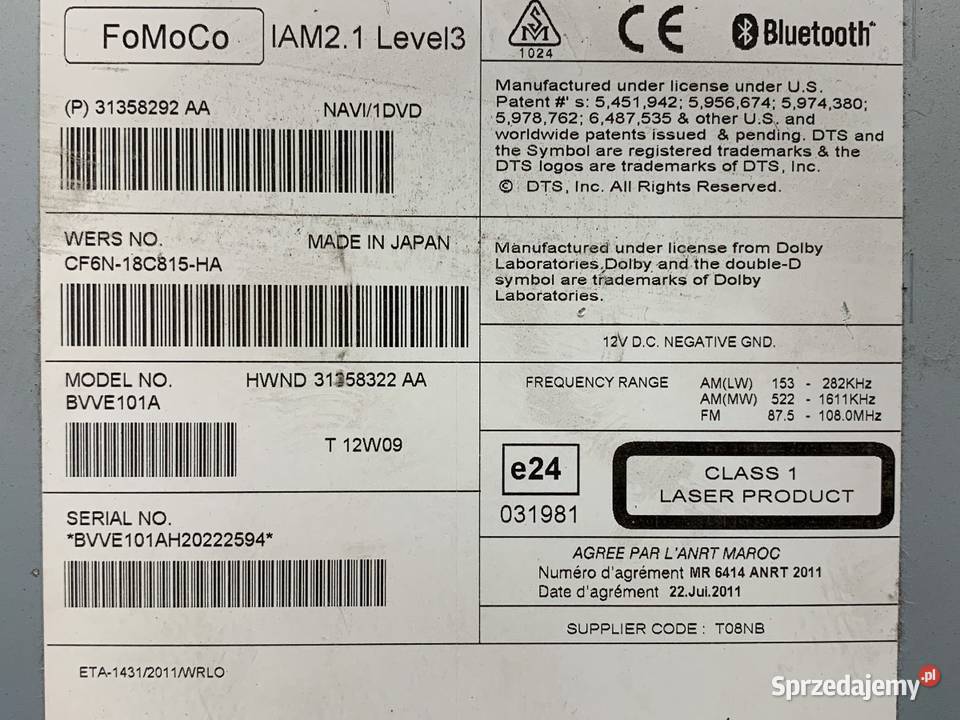 FoMoCo IAM2.1 Level3
(P) 31358292 AA NAVI/1DVD
WERS NO. MADE IN JAPAN
CF6N-18C815-HA
MODEL NO. HWND 31358322 AA
BVVE101A
T 12W09
SERIAL NO.
*BVVE101AH20222594*
ETA-1431/2011/WRLO
1024
CE
Bluetooth
Manufactured under license under U.S.
Patent #' s: 5,451,942; 5,956,674; 5,974,380;
5,978,762; 6,487,535 & other U.S. and
worldwide patents issued & pending. DTS and
the Symbol are registered trademarks & the
DTS logos are trademarks of DTS, Inc.
© DTS, Inc. All Rights Reserved.
Manufactured under license from Dolby
Laboratories.Dolby and the double-D
symbol are trademarks of Dolby
Laboratories.
12V D.C. NEGATIVE GND.
FREQUENCY RANGE AM(LW) 153 - 282KHz
AM(MW) 522 - 1611KHz
FM 87.5 - 108.0MHz
e24
031981
CLASS 1
LASER PRODUCT
AGREE PAR L'ANRT MAROC
Numéro d'agrément MR 6414 ANRT 2011
Date d'agrément 22.Jui.2011
SUPPLIER CODE : T08NB
Sprzedajemy.pl